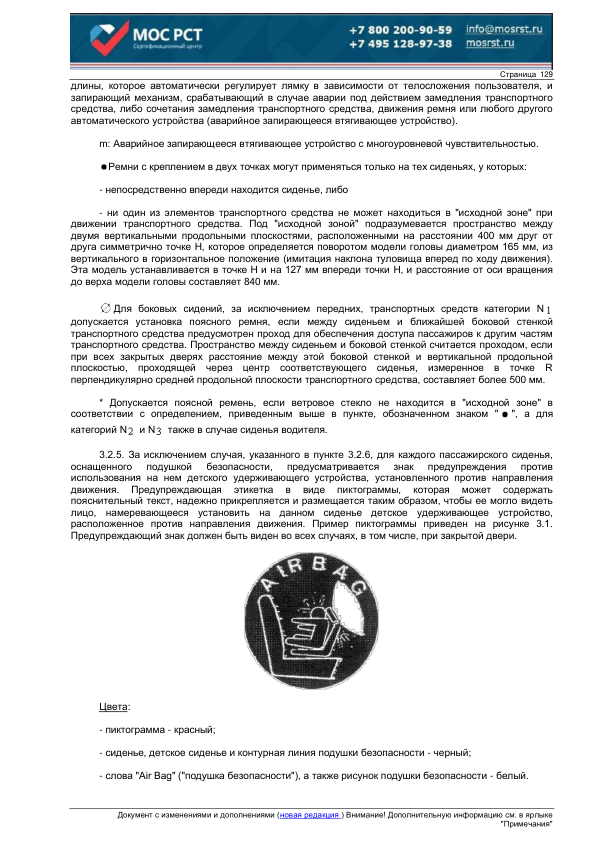 МОС РСТ
Сертификационный центр
+7 800 200-90-59 info@mosrst.ru
+7 495 128-97-38 mosrst.ru
Страница 129
длины, которое автоматически регулирует лямку в зависимости от телосложения пользователя, и
запирающий механизм, срабатывающий в случае аварии под действием замедления транспортного
средства, либо сочетания замедления транспортного средства, движения ремня или любого другого
автоматического устройства (аварийное запирающееся втягивающее устройство).
m: Аварийное запирающееся втягивающее устройство с многоуровневой чувствительностью.
●Ремни с креплением в двух точках могут применяться только на тех сиденьях, у которых:
- непосредственно впереди находится сиденье, либо
- ни один из элементов транспортного средства не может находиться в "исходной зоне" при
движении транспортного средства. Под "исходной зоной" подразумевается пространство между
двумя вертикальными продольными плоскостями, расположенными на расстоянии 400 мм друг от
друга симметрично точке Н, которое определяется поворотом модели головы диаметром 165 мм, из
вертикального в горизонтальное положение (имитация наклона туловища вперед по ходу движения).
Эта модель устанавливается в точке Н и на 127 мм впереди точки Н, и расстояние от оси вращения
до верха модели головы составляет 840 мм.
∅ Для боковых сидений, за исключением передних, транспортных средств категории N1
допускается установка поясного ремня, если между сиденьем и ближайшей боковой стенкой
транспортного средства предусмотрен проход для обеспечения доступа пассажиров к другим частям
транспортного средства. Пространство между сиденьем и боковой стенкой считается проходом, если
при всех закрытых дверях расстояние между этой боковой стенкой и вертикальной продольной
плоскостью, проходящей через центр соответствующего сиденья, измеренное в точке R
перпендикулярно средней продольной плоскости транспортного средства, составляет более 500 мм.
* Допускается поясной ремень, если ветровое стекло не находится в "исходной зоне" в
соответствии с определением, приведенным выше в пункте, обозначенном знаком " ● ", а для
категорий N2 и N3 также в случае сиденья водителя.
3.2.5. За исключением случая, указанного в пункте 3.2.6, для каждого пассажирского сиденья,
оснащенного подушкой безопасности, предусматривается знак предупреждения против
использования на нем детского удерживающего устройства, установленного против направления
движения. Предупреждающая этикетка в виде пиктограммы, которая может содержать
пояснительный текст, надежно прикрепляется и размещается таким образом, чтобы ее могло видеть
лицо, намеревающееся установить на данном сиденье детское удерживающее устройство,
расположенное против направления движения. Пример пиктограммы приведен на рисунке 3.1.
Предупреждающий знак должен быть виден во всех случаях, в том числе, при закрытой двери.
AIRBAG
Цвета:
- пиктограмма - красный;
- сиденье, детское сиденье и контурная линия подушки безопасности - черный;
- слова "Air Bag" ("подушка безопасности"), а также рисунок подушки безопасности - белый.
Документ с изменениями и дополнениями (новая редакция ) Внимание! Дополнительную информацию см. в ярлыке
"Примечания"